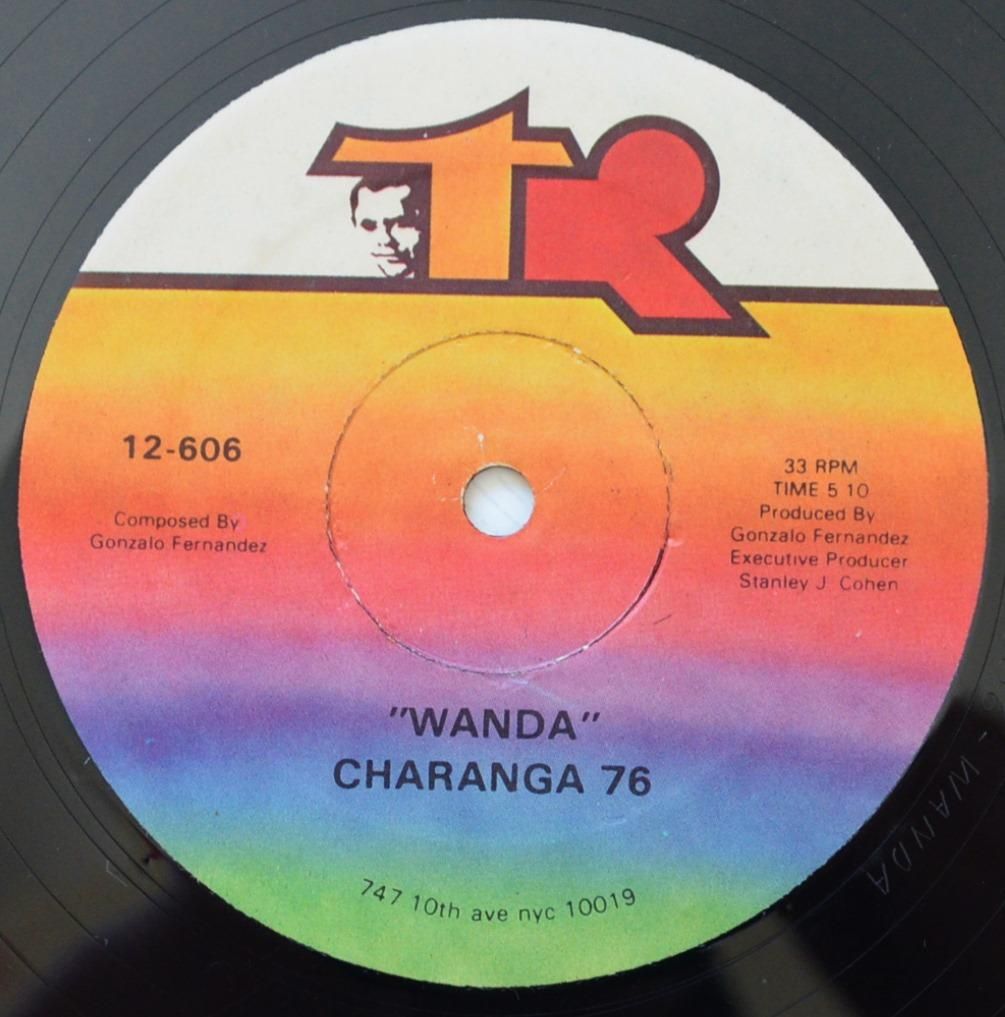 TR
12-606
Composed By
Gonzalo Fernandez
33 RPM
TIME 5 10
Produced By
Gonzalo Fernandez
Executive Producer
Stanley J Cohen
"WANDA"
CHARANGA 76
747 10th ave nyc 10019
- WANDA